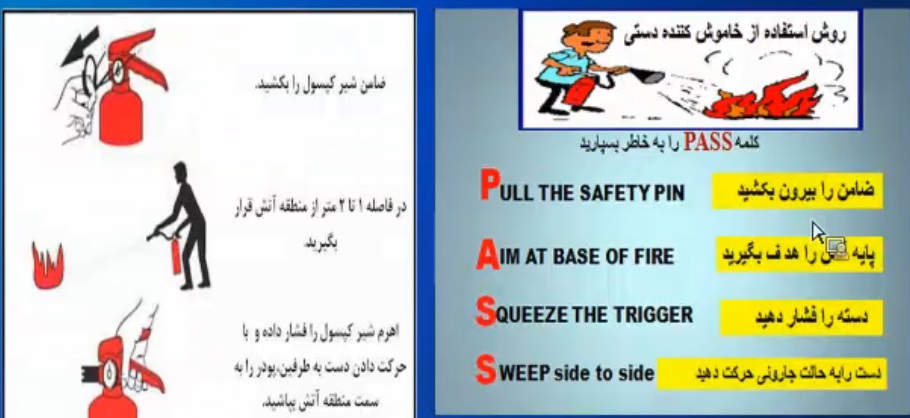 ضامن شیر کپسول را بکشید.
در فاصله ۱ تا ۲ متر از منطقه آتش قرار
بگیرید.
اهرم شیر کپسول را فشار داده و با
حرکت دادن دست به طرفین،پودر را به
سمت منطقه آتش بپاشید.
روش استفاده از خاموش کننده دستی
کلمه PASS را به خاطر بسپارید
PULL THE SAFETY PIN ضامن را بیرون بکشید
AIM AT BASE OF FIRE پایه را هد ف بگیرید
SQUEEZE THE TRIGGER دسته را فشار دهید
SWEEP side to side دست رابه حالت جارونی حرکت دهید